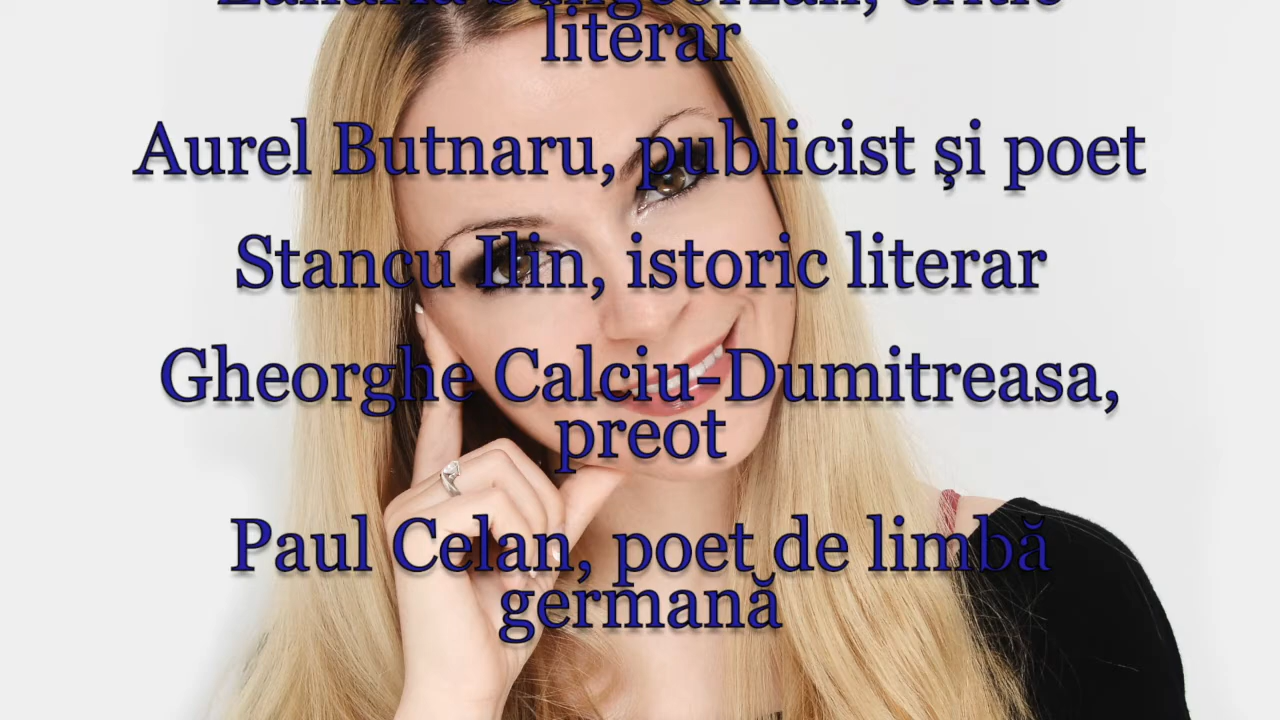 literar
Aurel Butnaru, publicist și poet
Stancu Ilin, istoric literar
Gheorghe Calciu-Dumitreasa,
preot
Paul Celan, poet de limbă
germană